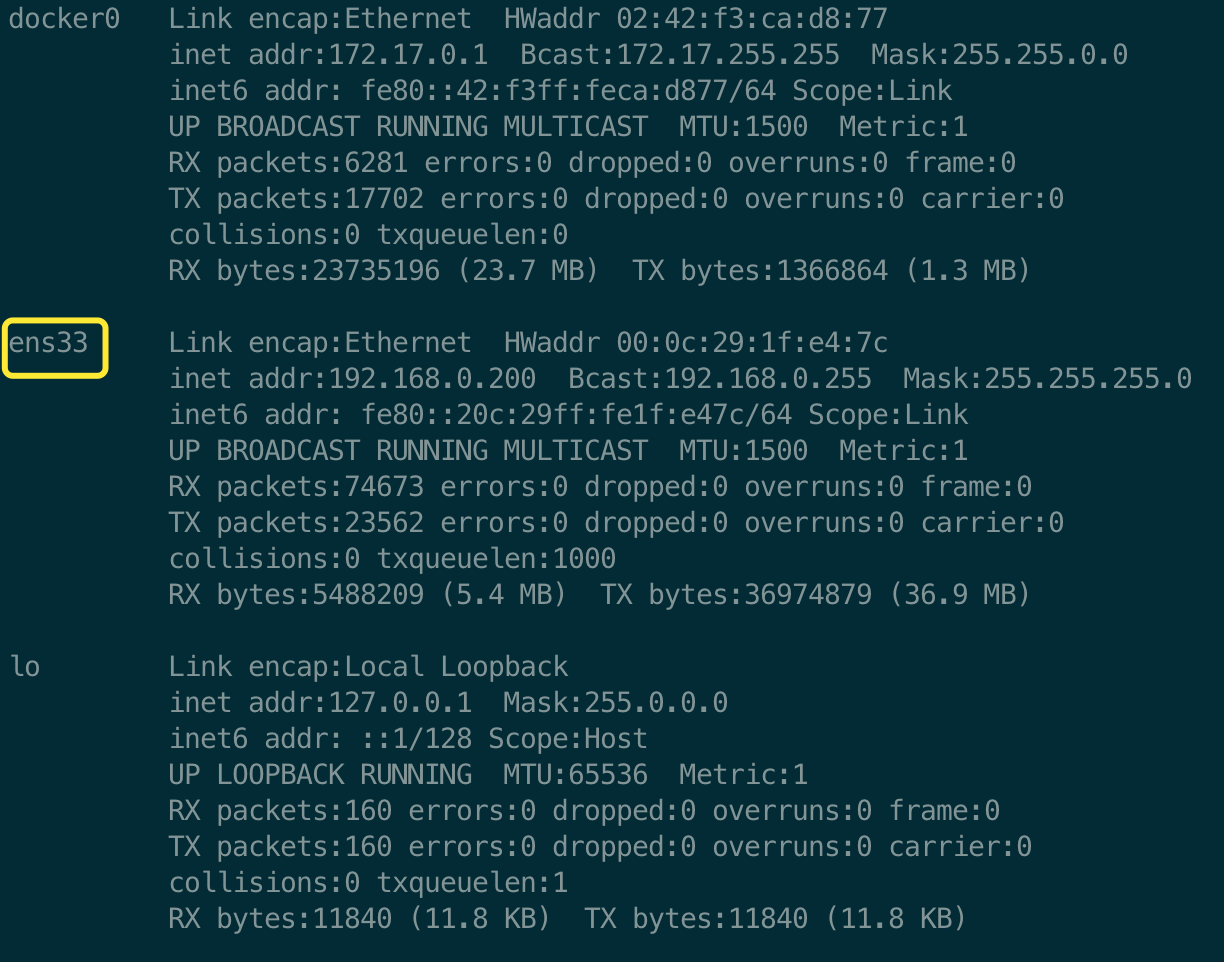 docker0   Link encap:Ethernet  HWaddr 02:42:f3:ca:d8:77
          inet addr:172.17.0.1  Bcast:172.17.255.255  Mask:255.255.0.0
          inet6 addr: fe80::42:f3ff:feca:d877/64 Scope:Link
          UP BROADCAST RUNNING MULTICAST  MTU:1500  Metric:1
          RX packets:6281 errors:0 dropped:0 overruns:0 frame:0
          TX packets:17702 errors:0 dropped:0 overruns:0 carrier:0
          collisions:0 txqueuelen:0
          RX bytes:23735196 (23.7 MB)  TX bytes:1366864 (1.3 MB)

ens33     Link encap:Ethernet  HWaddr 00:0c:29:1f:e4:7c
          inet addr:192.168.0.200  Bcast:192.168.0.255  Mask:255.255.255.0
          inet6 addr: fe80::20c:29ff:fe1f:e47c/64 Scope:Link
          UP BROADCAST RUNNING MULTICAST  MTU:1500  Metric:1
          RX packets:74673 errors:0 dropped:0 overruns:0 frame:0
          TX packets:23562 errors:0 dropped:0 overruns:0 carrier:0
          collisions:0 txqueuelen:1000
          RX bytes:5488209 (5.4 MB)  TX bytes:36974879 (36.9 MB)

lo        Link encap:Local Loopback
          inet addr:127.0.0.1  Mask:255.0.0.0
          inet6 addr: ::1/128 Scope:Host
          UP LOOPBACK RUNNING  MTU:65536  Metric:1
          RX packets:160 errors:0 dropped:0 overruns:0 frame:0
          TX packets:160 errors:0 dropped:0 overruns:0 carrier:0
          collisions:0 txqueuelen:1
          RX bytes:11840 (11.8 KB)  TX bytes:11840 (11.8 KB)